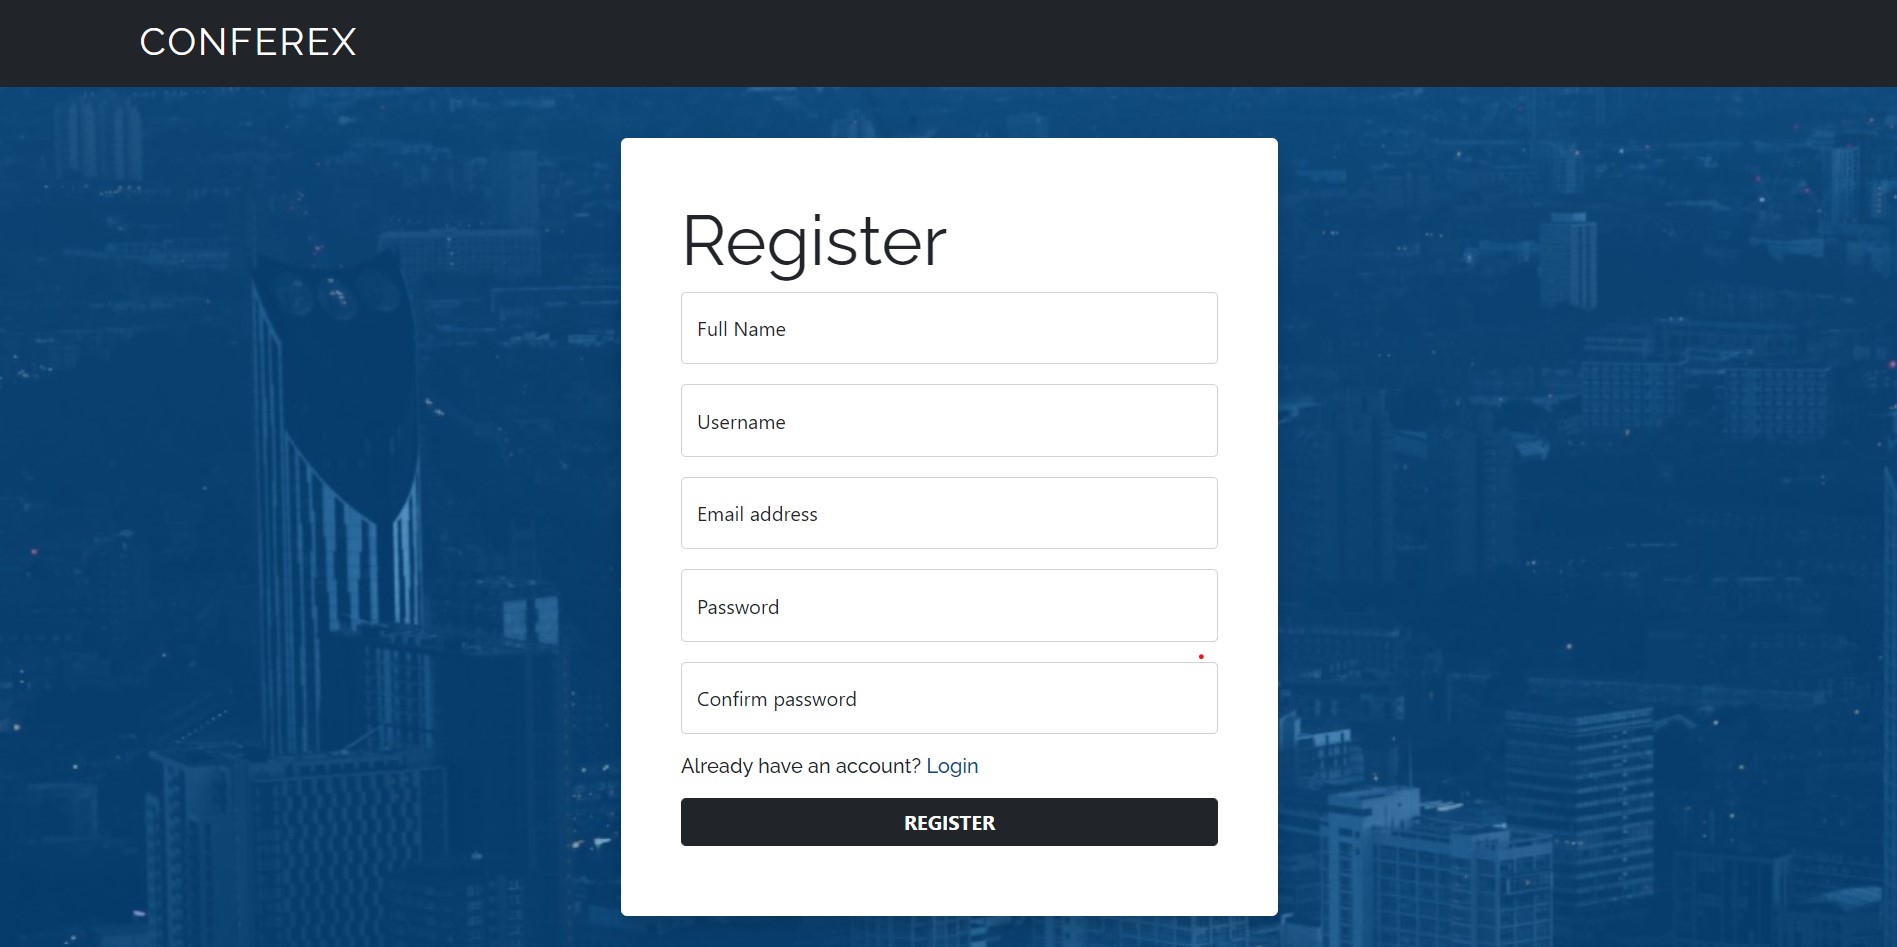 CONFEREX
Register
Full Name
Username
Email address
Password
Confirm password
Already have an account? Login
REGISTER